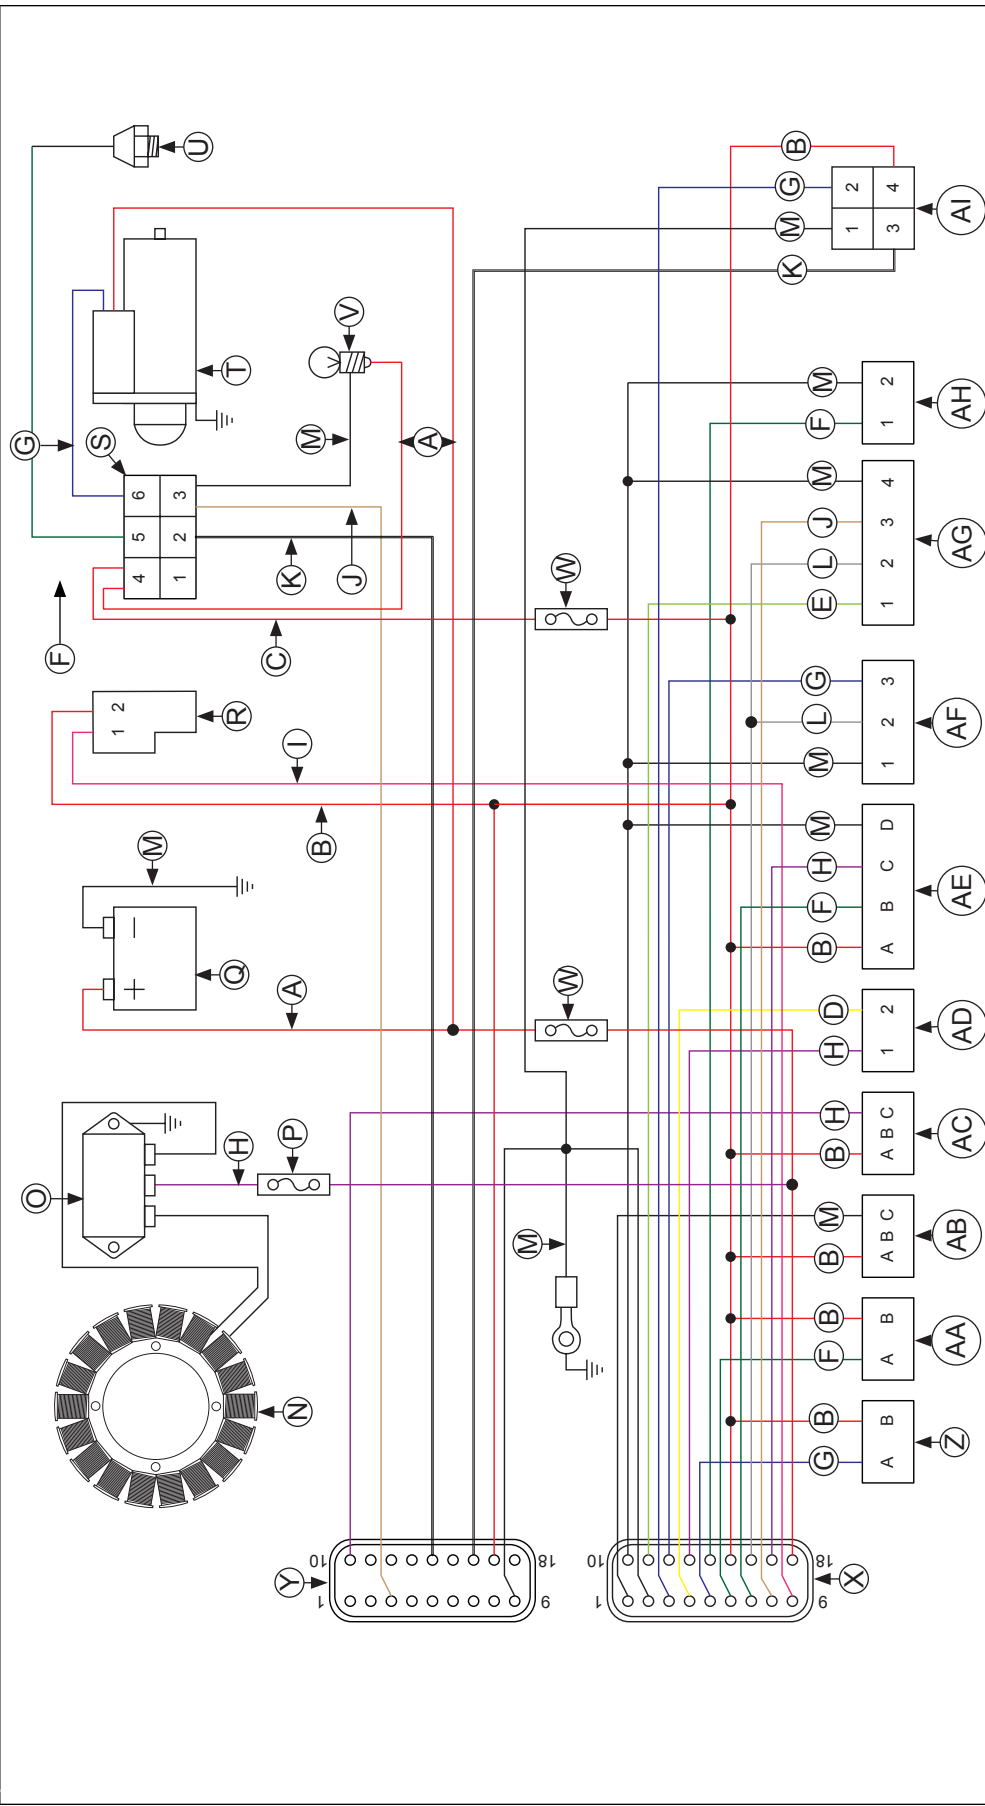 U
B
G
M
K
2
4
1
3
AI
T
V
G
S
M
A
6
3
5
2
4
1
K
J
F
C
W
M
F
2
1
AH
M
J
L
E
4
3
2
1
AG
R
2
1
I
B
G
L
M
3
2
1
AF
M
Q
−
+
A
W
M
H
F
B
D
C
B
A
AE
D
H
2
1
AD
O
H
P
H
B
C
B
A
AC
M
M
B
C
B
A
AB
N
B
F
B
A
AA
B
G
B
A
Z
Y
10
18
1
9
X
10
18
1
9